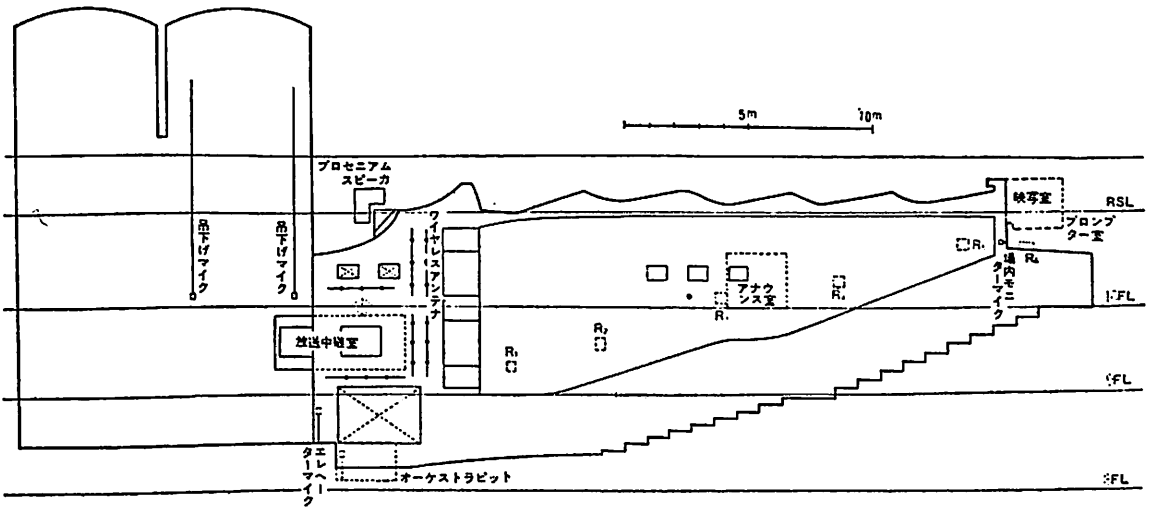 5m
10m
プロセニアム
スピーカ
吊下げマイク
吊下げマイク
ワイヤレスアンテナ
映写室
RSL
プロンプ
ター室
場内モニ
ターマイク
アナウ
ンス室
FL
R₂
R₁
放送中継室
FL
エレベー
ターマイク
オーケストラピット
FL